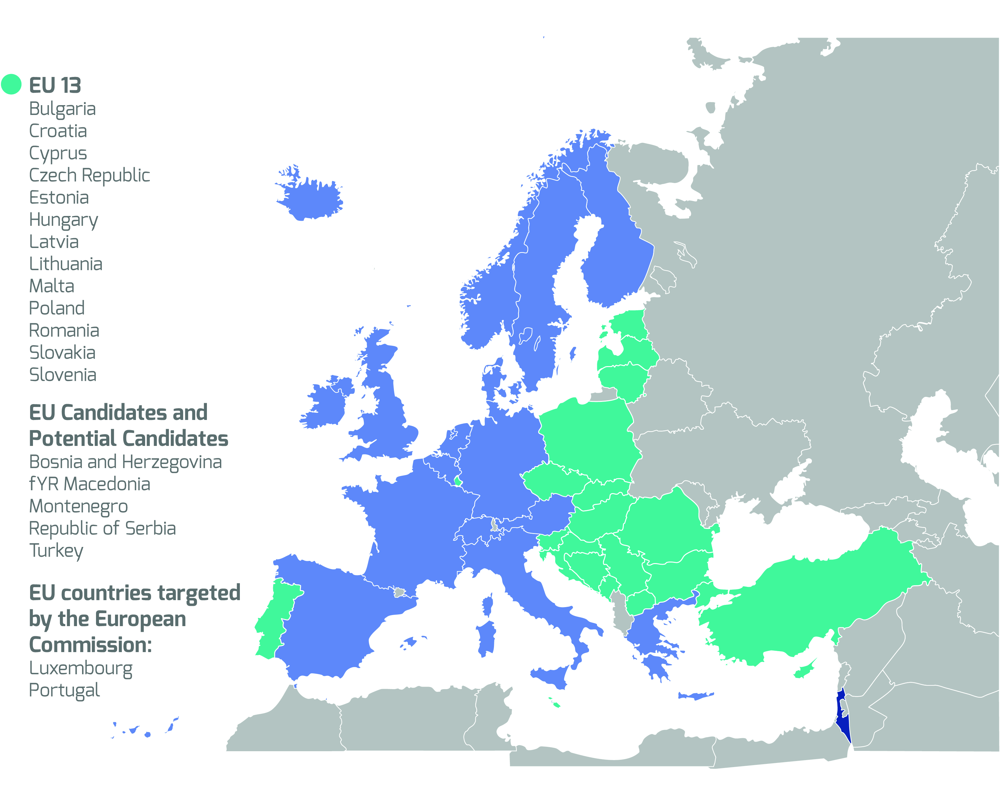 EU 13
Bulgaria
Croatia
Cyprus
Czech Republic
Estonia
Hungary
Latvia
Lithuania
Malta
Poland
Romania
Slovakia
Slovenia
EU Candidates and
Potential Candidates
Bosnia and Herzegovina
fYR Macedonia
Montenegro
Republic of Serbia
Turkey
EU countries targeted
by the European
Commission:
Luxembourg
Portugal